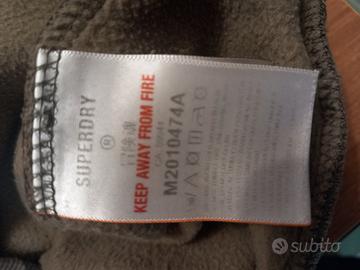 SUPERDRY
®
KEEP AWAY FROM FIRE
M2010474A
subito